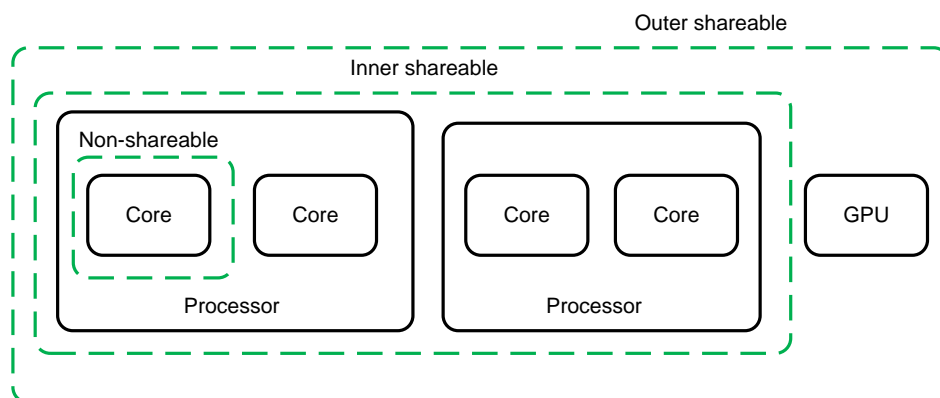 Outer shareable
Inner shareable
Non-shareable
Core
Core
Core
Core
GPU
Processor
Processor